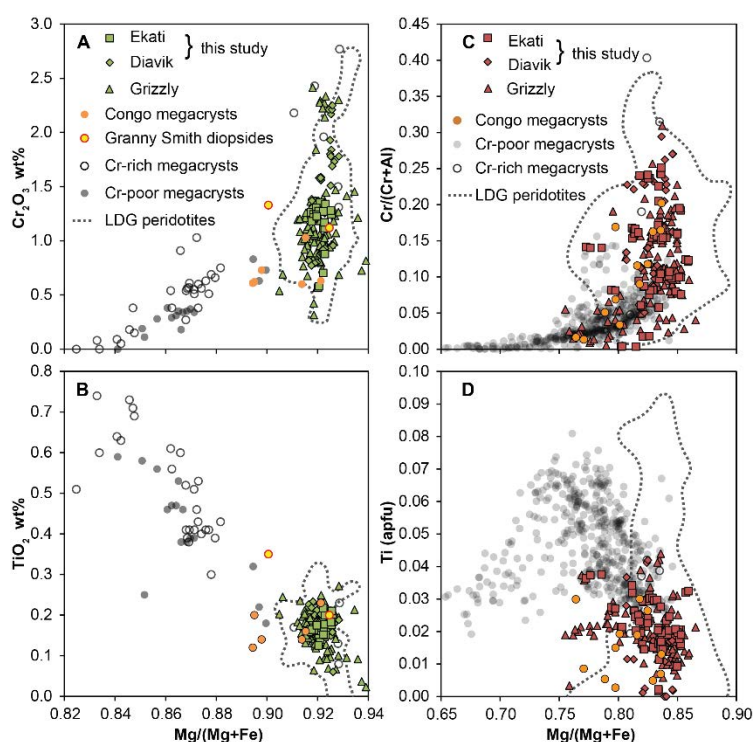 A
Ekati
Diavik
} this study
Grizzly
Congo megacrysts
Granny Smith diopsides
Cr-rich megacrysts
Cr-poor megacrysts
LDG peridotites
3.0
2.5
2.0
1.5
1.0
0.5
0.0
Cr₂O₃ wt%
C
Ekati
Diavik
} this study
Grizzly
Congo megacrysts
Cr-poor megacrysts
Cr-rich megacrysts
LDG peridotites
0.45
0.40
0.35
0.30
0.25
0.20
0.15
0.10
0.05
0.00
Cr/(Cr+Al)
B
0.8
0.7
0.6
0.5
0.4
0.3
0.2
0.1
0.0
TiO₂ wt%
0.82 0.84 0.86 0.88 0.90 0.92 0.94
Mg/(Mg+Fe)
D
0.10
0.09
0.08
0.07
0.06
0.05
0.04
0.03
0.02
0.01
0.00
Ti (apfu)
0.65 0.70 0.75 0.80 0.85 0.90
Mg/(Mg+Fe)